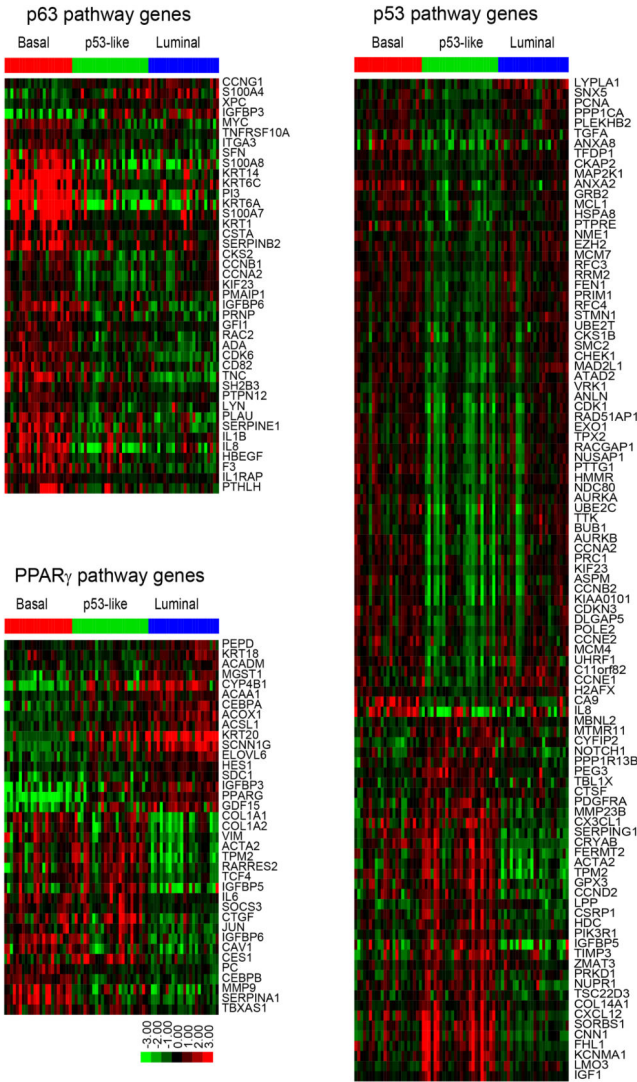 p63 pathway genes
Basal p53-like Luminal
CCNG1
S100A4
XPC
IGFBP3
MYC
TNFRSF10A
ITGA3
SFN
S100A8
KRT14
KRT6C
PI3
KRT6A
S100A7
KRT1
CSTA
SERPINB2
CKS2
CCNB1
CCNA2
KIF23
PMAIP1
IGFBP6
PRNP
GFI1
RAC2
ADA
CDK6
CD82
TNC
SH2B3
PTPN12
LYN
PLAU
SERPINE1
IL1B
IL8
HBEGF
F3
IL1RAP
PTHLH
PPARγ pathway genes
Basal p53-like Luminal
PEPD
KRT18
ACADM
MGST1
CYP4B1
ACAA1
CEBPA
ACOX1
ACSL1
KRT20
SCNN1G
ELOVL6
HES1
SDC1
IGFBP3
PPARG
GDF15
COL1A1
COL1A2
VIM
ACTA2
TPM2
RARRES2
TCF4
IGFBP5
IL6
SOCS3
CTGF
JUN
IGFBP6
CAV1
CES1
PC
CEBPB
MMP9
SERPINA1
TBXAS1
-3.00
-2.00
-1.00
0.00
1.00
2.00
3.00
p53 pathway genes
Basal p53-like Luminal
LYPLA1
SNX5
PCNA
PPP1CA
PLEKHB2
TGFA
ANXA8
TFDP1
CKAP2
MAP2K1
ANXA2
GRB2
MCL1
HSPA8
PTPRE
NME1
EZH2
MCM7
RFC3
RRM2
FEN1
PRIM1
RFC4
STMN1
UBE2T
CKS1B
SMC2
CHEK1
MAD2L1
ATAD2
VRK1
ANLN
CDK1
RAD51AP1
EXO1
TPX2
RACGAP1
NUSAP1
PTTG1
HMMR
NDC80
AURKA
UBE2C
TTK
BUB1
AURKB
CCNA2
PRC1
KIF23
ASPM
CCNB2
KIAA0101
CDKN3
DLGAP5
POLE2
CCNE2
MCM4
UHRF1
C11orf82
CCNE1
H2AFX
CA9
IL8
MBNL2
MTMR11
CYFIP2
NOTCH1
PPP1R13B
PEG3
TBL1X
CTSF
PDGFRA
MMP23B
CX3CL1
SERPING1
CRYAB
FERMT2
ACTA2
TPM2
GPX3
CCND2
LPP
CSRP1
HDC
PIK3R1
IGFBP5
TIMP3
ZMAT3
PRKD1
NUPR1
TSC22D3
COL14A1
CXCL12
SORBS1
CNN1
FHL1
KCNMA1
LMO3
IGF1